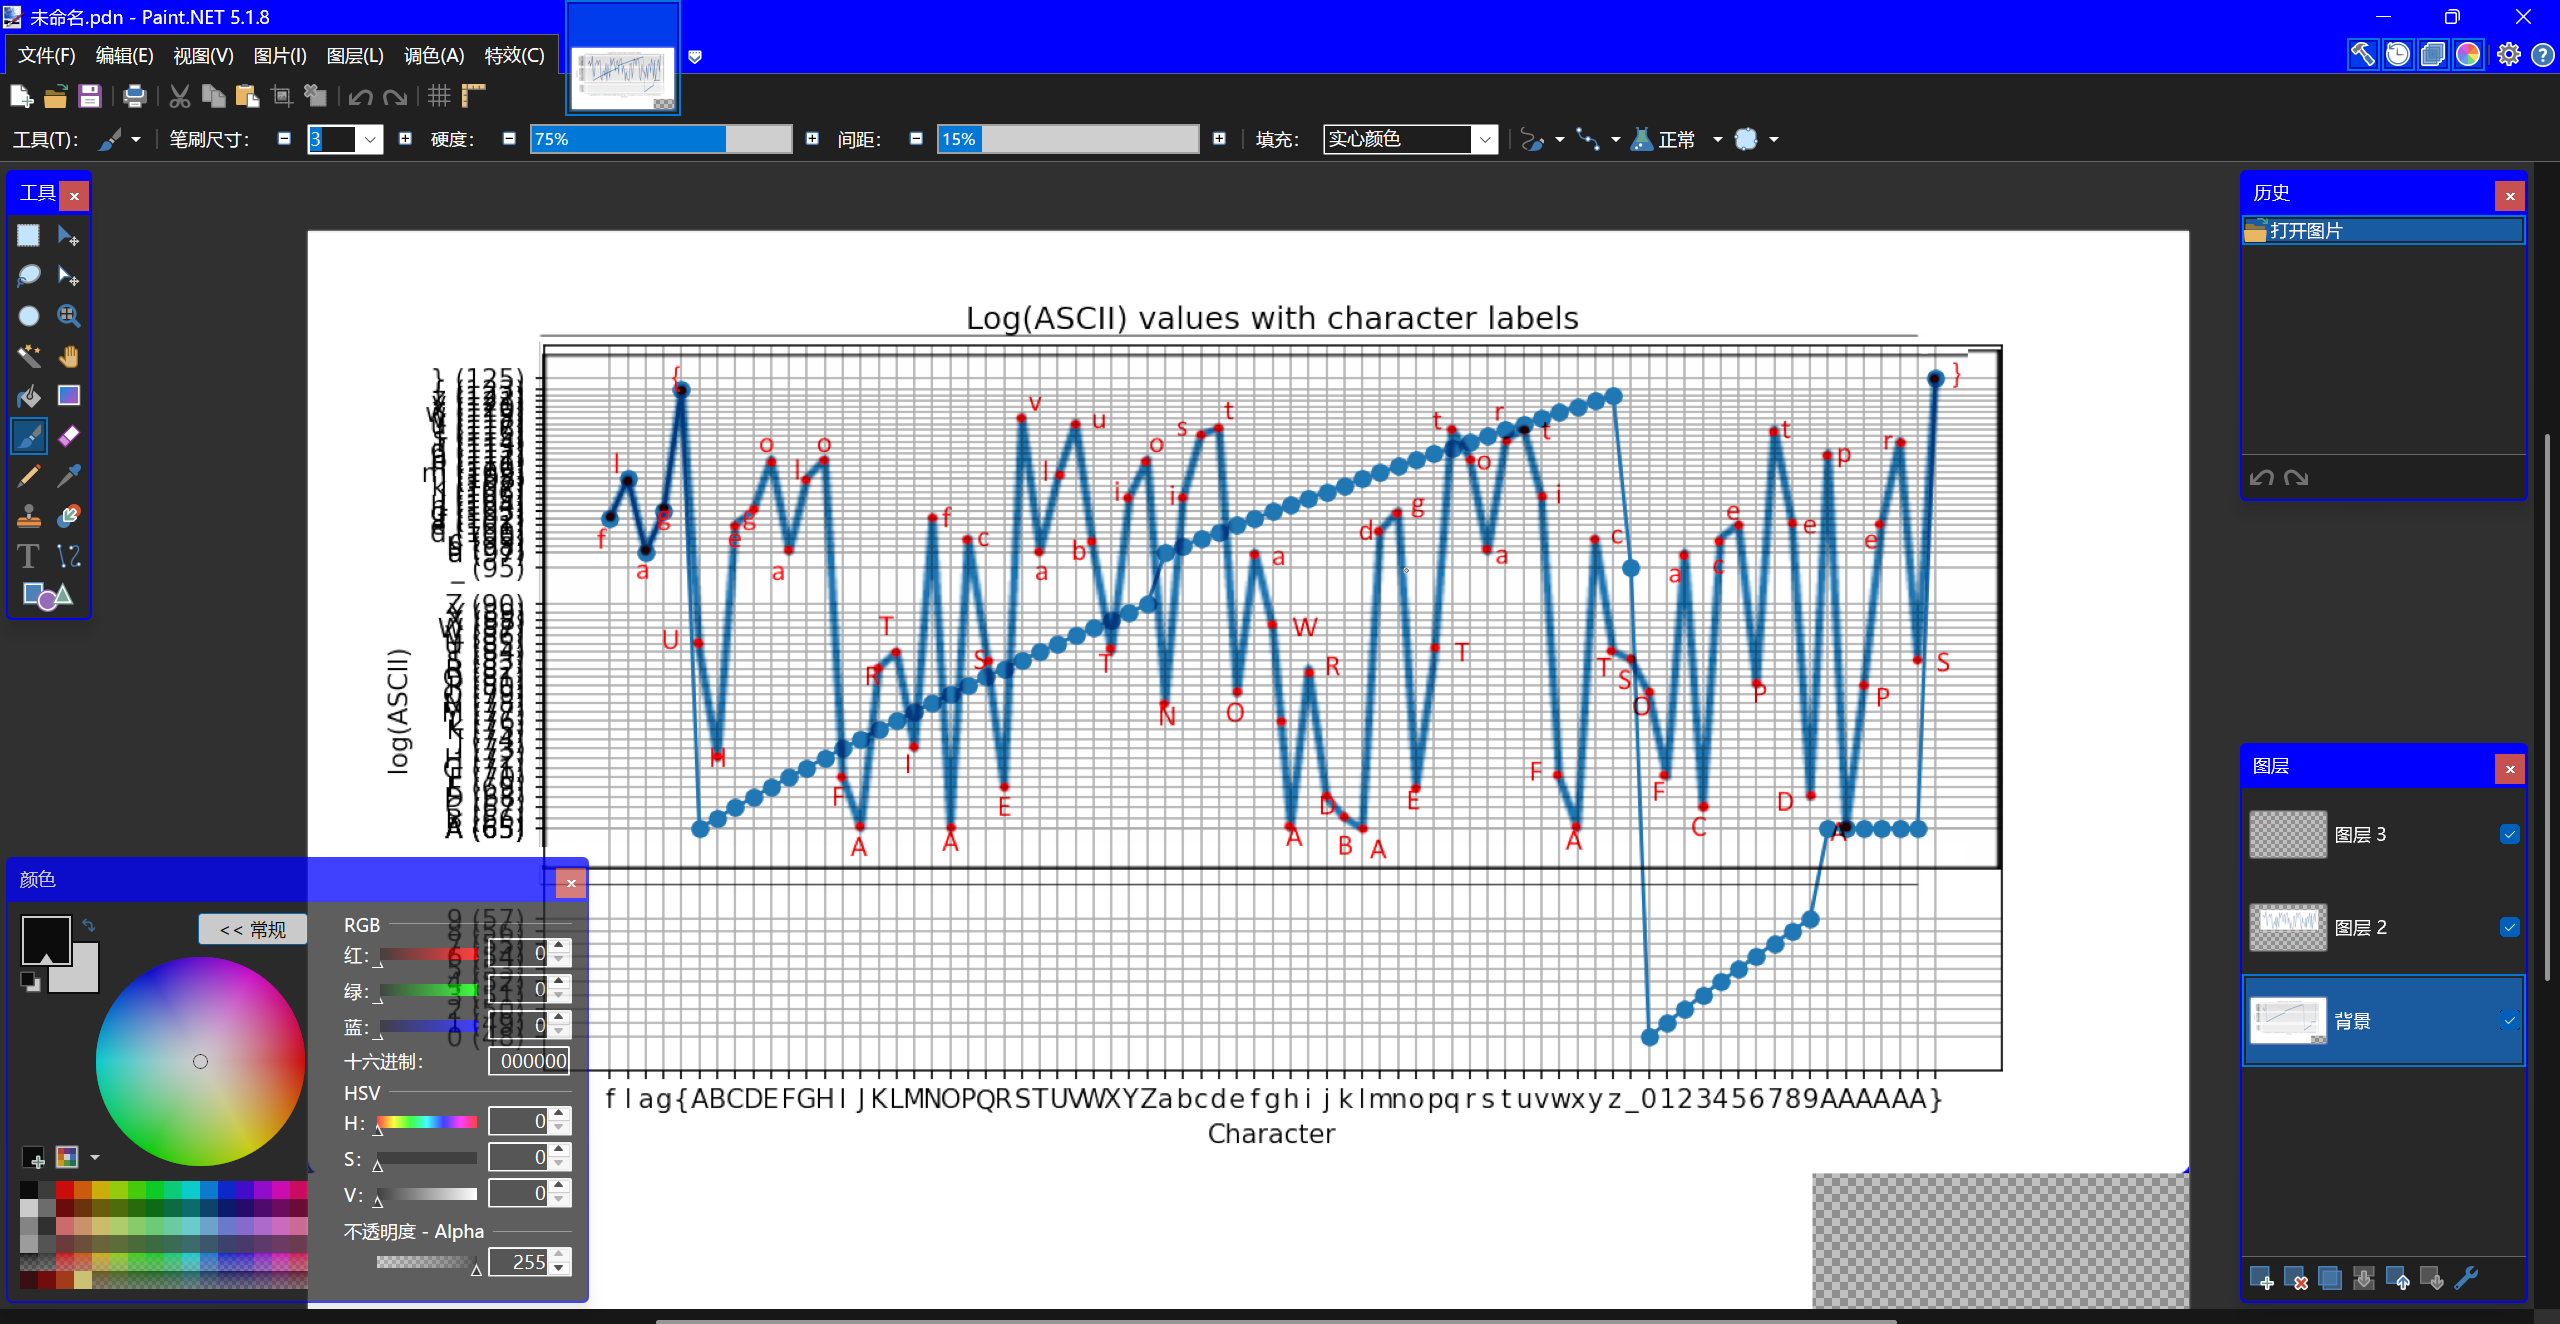 未命名.pdn - Paint.NET 5.1.8
文件(F) 编辑(E) 视图(V) 图片(I) 图层(L) 调色(A) 特效(C)
工具(T): 笔刷尺寸: 3 硬度: 75% 间距: 15% 填充: 实心颜色 正常
工具
历史
打开图片
Log(ASCII) values with character labels
} (125)
_ (95)
Z (90)
A (65)
9 (57)
0 (48)
log(ASCII)
f l a g { U H e g o a l o F A R T I f A c S E v a l u b T i o N i s t O a W A R D B A d g E T t o a r t i F A c T S O F a C c e P t e D p A P e r S }
f l a g { A B C D E F G H I J K L M N O P Q R S T U V W X Y Z a b c d e f g h i j k l m n o p q r s t u v w x y z _ 0 1 2 3 4 5 6 7 8 9 A A A A A A }
Character
颜色
<< 常规
RGB
红: 0
绿: 0
蓝: 0
十六进制: 000000
HSV
H: 0
S: 0
V: 0
不透明度 - Alpha
255
图层
图层 3
图层 2
背景